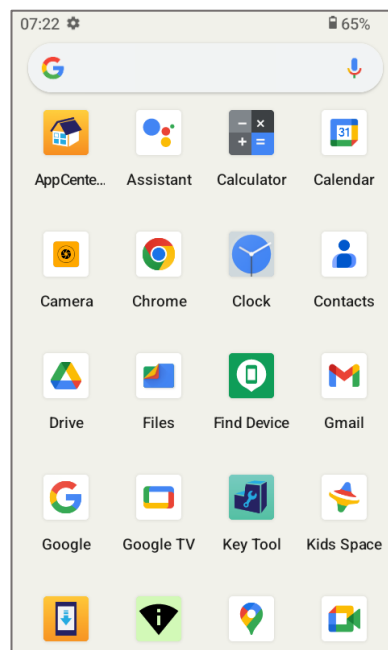 07:22 65%
AppCente... Assistant Calculator Calendar
31
Camera Chrome Clock Contacts
Drive Files Find Device Gmail
Google Google TV Key Tool Kids Space